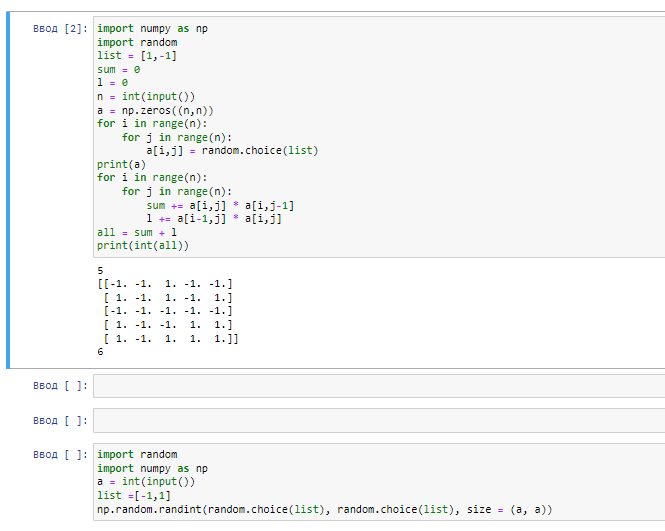 Ввод [2]: import numpy as np
import random
list = [1,-1]
sum = 0
l = 0
n = int(input())
a = np.zeros((n,n))
for i in range(n):
    for j in range(n):
        a[i,j] = random.choice(list)
print(a)
for i in range(n):
    for j in range(n):
        sum += a[i,j] * a[i,j-1]
        l += a[i-1,j] * a[i,j]
all = sum + l
print(int(all))
5
[[-1. -1.  1. -1. -1.]
 [ 1. -1.  1. -1.  1.]
 [-1. -1. -1. -1. -1.]
 [ 1. -1. -1.  1.  1.]
 [ 1. -1.  1.  1.  1.]]
6
Ввод [ ]:
Ввод [ ]:
Ввод [ ]: import random
import numpy as np
a = int(input())
list =[-1,1]
np.random.randint(random.choice(list), random.choice(list), size = (a, a))